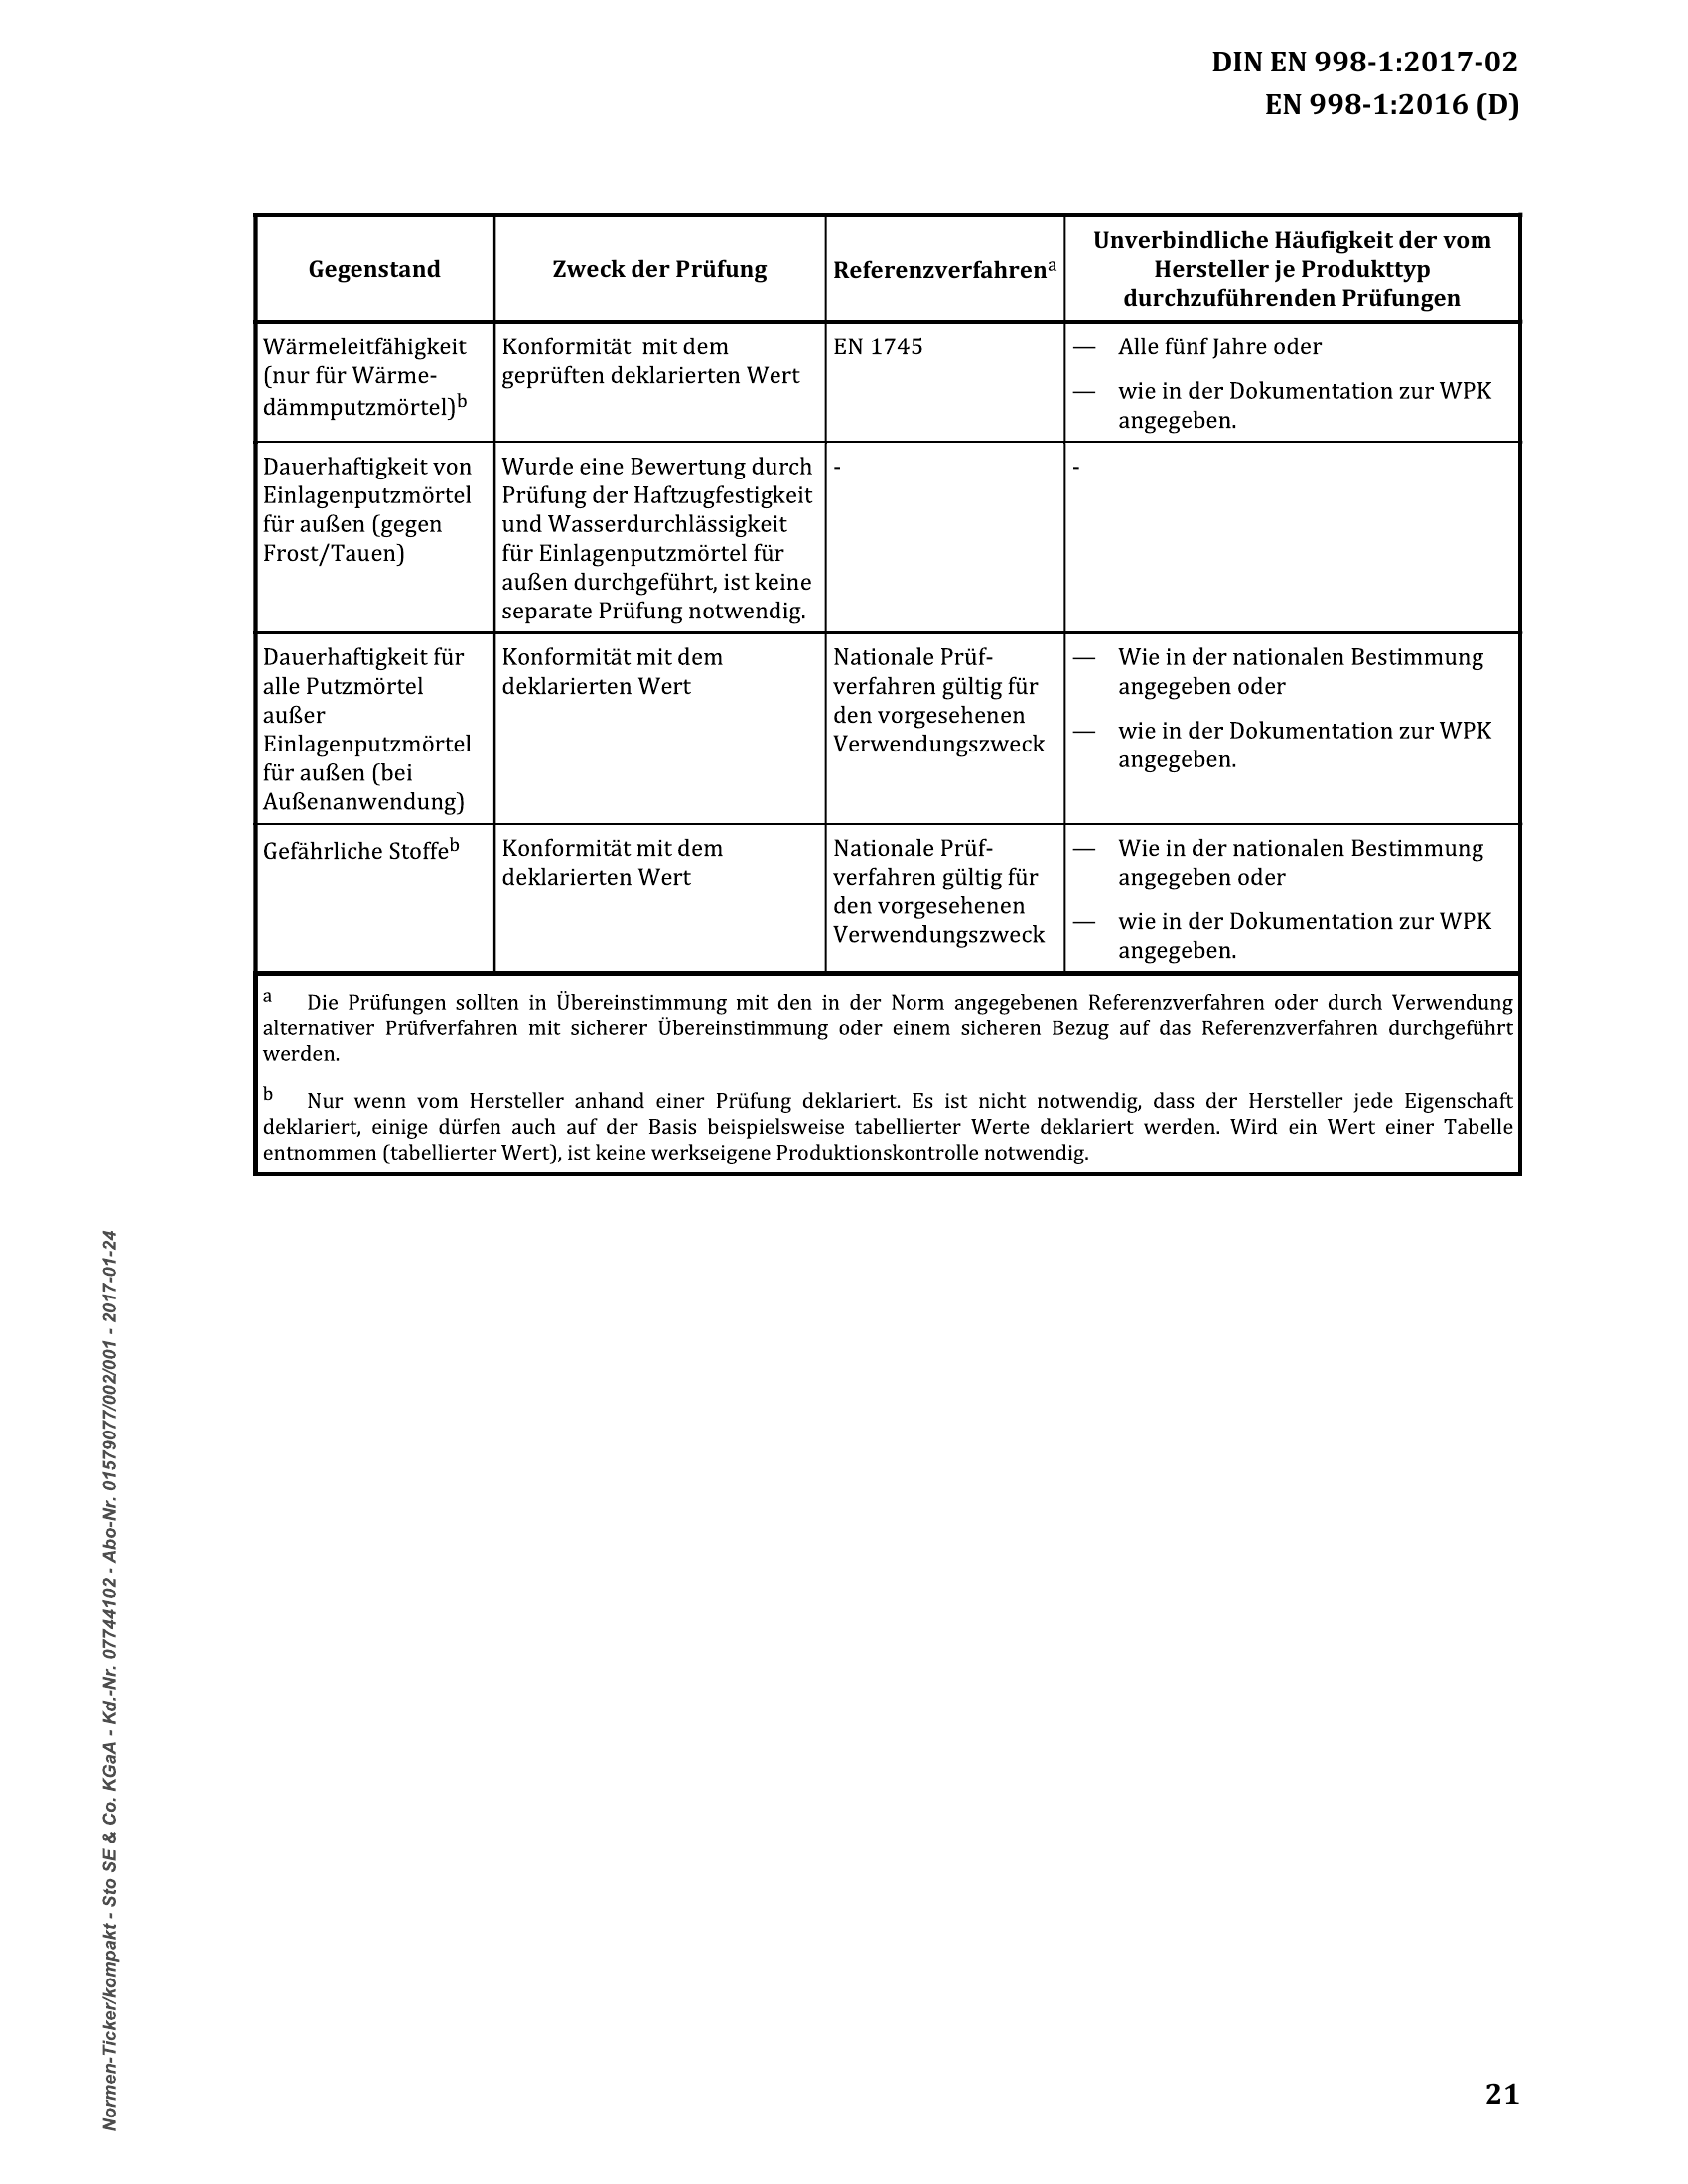 DIN EN 998-1:2017-02
EN 998-1:2016 (D)
Gegenstand
Zweck der Prüfung
Referenzverfahrenᵃ
Unverbindliche Häufigkeit der vom
Hersteller je Produkttyp
durchzuführenden Prüfungen
Wärmeleitfähigkeit
(nur für Wärme-
dämmputzmörtel)ᵇ
Konformität mit dem
geprüften deklarierten Wert
EN 1745
— Alle fünf Jahre oder
— wie in der Dokumentation zur WPK
angegeben.
Dauerhaftigkeit von
Einlagenputzmörtel
für außen (gegen
Frost/Tauen)
Wurde eine Bewertung durch
Prüfung der Haftzugfestigkeit
und Wasserdurchlässigkeit
für Einlagenputzmörtel für
außen durchgeführt, ist keine
separate Prüfung notwendig.
-
-
Dauerhaftigkeit für
alle Putzmörtel
außer
Einlagenputzmörtel
für außen (bei
Außenanwendung)
Konformität mit dem
deklarierten Wert
Nationale Prüf-
verfahren gültig für
den vorgesehenen
Verwendungszweck
— Wie in der nationalen Bestimmung
angegeben oder
— wie in der Dokumentation zur WPK
angegeben.
Gefährliche Stoffeᵇ
Konformität mit dem
deklarierten Wert
Nationale Prüf-
verfahren gültig für
den vorgesehenen
Verwendungszweck
— Wie in der nationalen Bestimmung
angegeben oder
— wie in der Dokumentation zur WPK
angegeben.
ᵃ Die Prüfungen sollten in Übereinstimmung mit den in der Norm angegebenen Referenzverfahren oder durch Verwendung
alternativer Prüfverfahren mit sicherer Übereinstimmung oder einem sicheren Bezug auf das Referenzverfahren durchgeführt
werden.
ᵇ Nur wenn vom Hersteller anhand einer Prüfung deklariert. Es ist nicht notwendig, dass der Hersteller jede Eigenschaft
deklariert, einige dürfen auch auf der Basis beispielsweise tabellierter Werte deklariert werden. Wird ein Wert einer Tabelle
entnommen (tabellierter Wert), ist keine werkseigene Produktionskontrolle notwendig.
Normen-Ticker/kompakt - Sto SE & Co. KGaA - Kd.-Nr. 07744102 - Abo-Nr. 01579077/002/001 - 2017-01-24
21